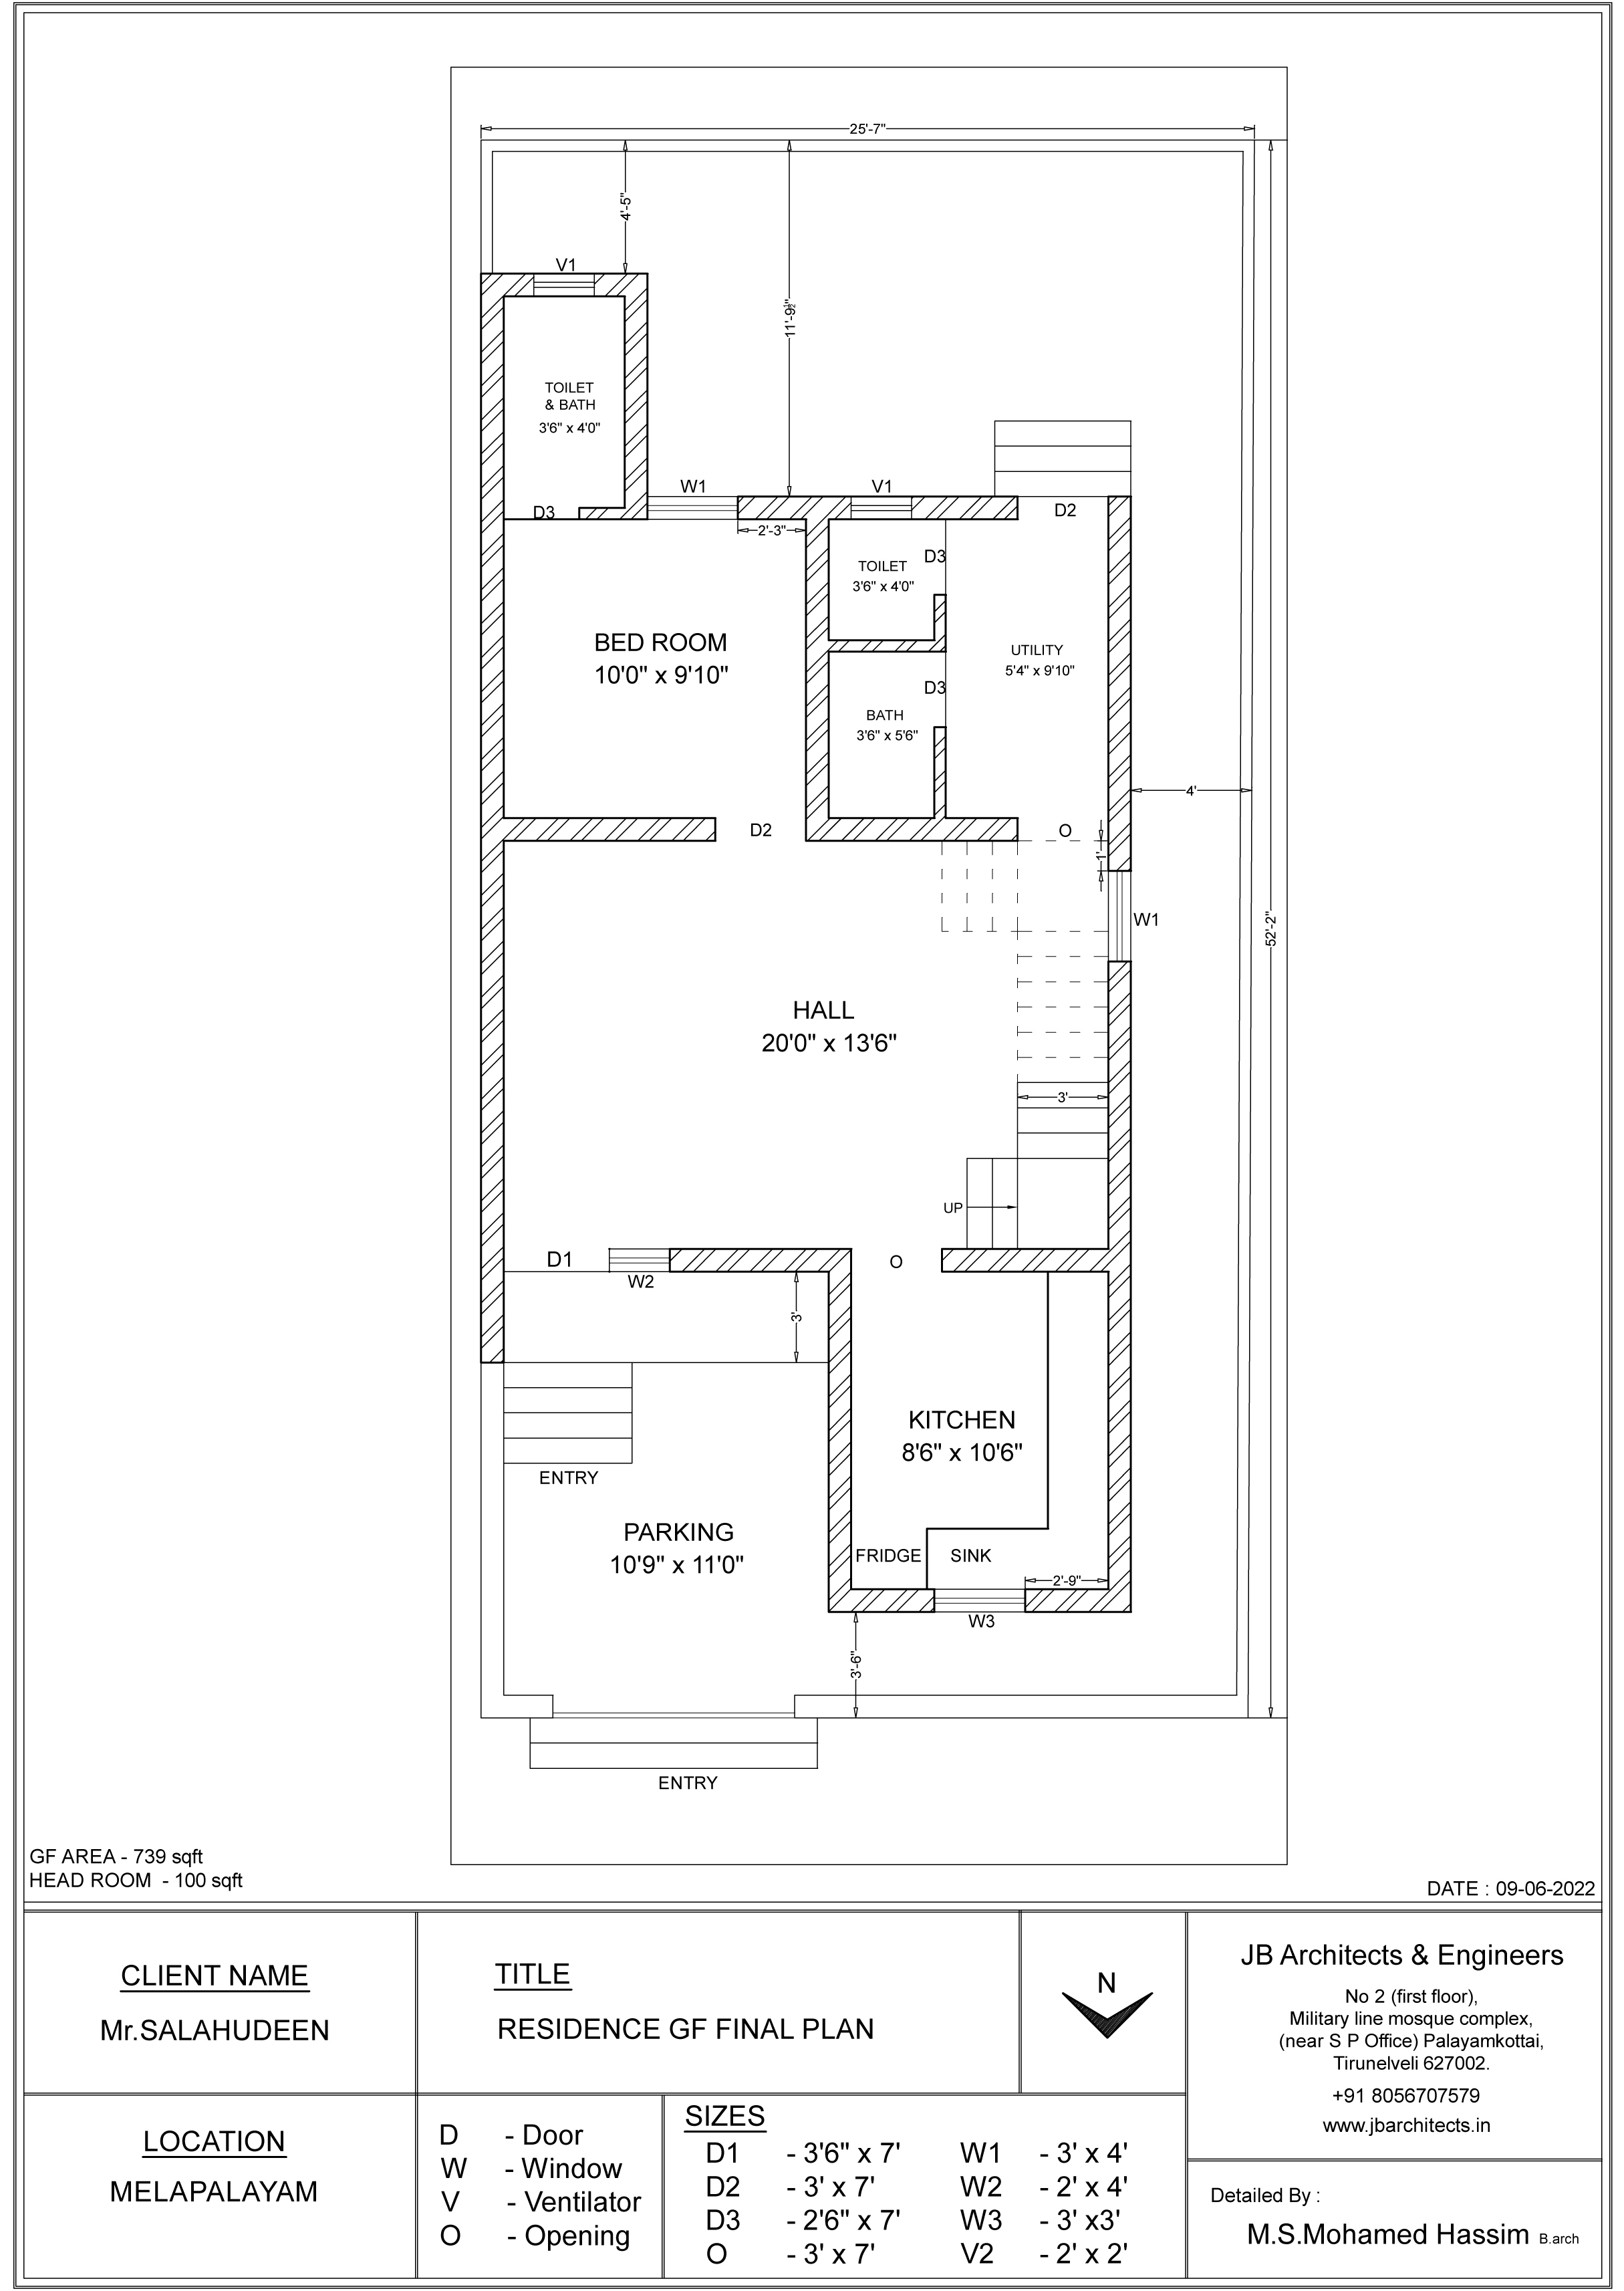 25'-7"
4'-5"
11'-9½"
V1
TOILET
& BATH
3'6" x 4'0"
D3
W1
V1
D2
2'-3"
TOILET
3'6" x 4'0"
D3
BED ROOM
10'0" x 9'10"
UTILITY
5'4" x 9'10"
D3
BATH
3'6" x 5'6"
4'
D2
O
1'
W1
52'-2"
HALL
20'0" x 13'6"
3'
UP
D1
W2
O
3'
KITCHEN
8'6" x 10'6"
ENTRY
PARKING
10'9" x 11'0"
FRIDGE
SINK
2'-9"
W3
3'-6"
ENTRY
GF AREA - 739 sqft
HEAD ROOM - 100 sqft
DATE : 09-06-2022
CLIENT NAME
Mr.SALAHUDEEN
TITLE
RESIDENCE GF FINAL PLAN
N
JB Architects & Engineers
No 2 (first floor),
Military line mosque complex,
(near S P Office) Palayamkottai,
Tirunelveli 627002.
+91 8056707579
www.jbarchitects.in
LOCATION
MELAPALAYAM
D - Door
W - Window
V - Ventilator
O - Opening
SIZES
D1 - 3'6" x 7' W1 - 3' x 4'
D2 - 3' x 7' W2 - 2' x 4'
D3 - 2'6" x 7' W3 - 3' x3'
O - 3' x 7' V2 - 2' x 2'
Detailed By :
M.S.Mohamed Hassim B.arch